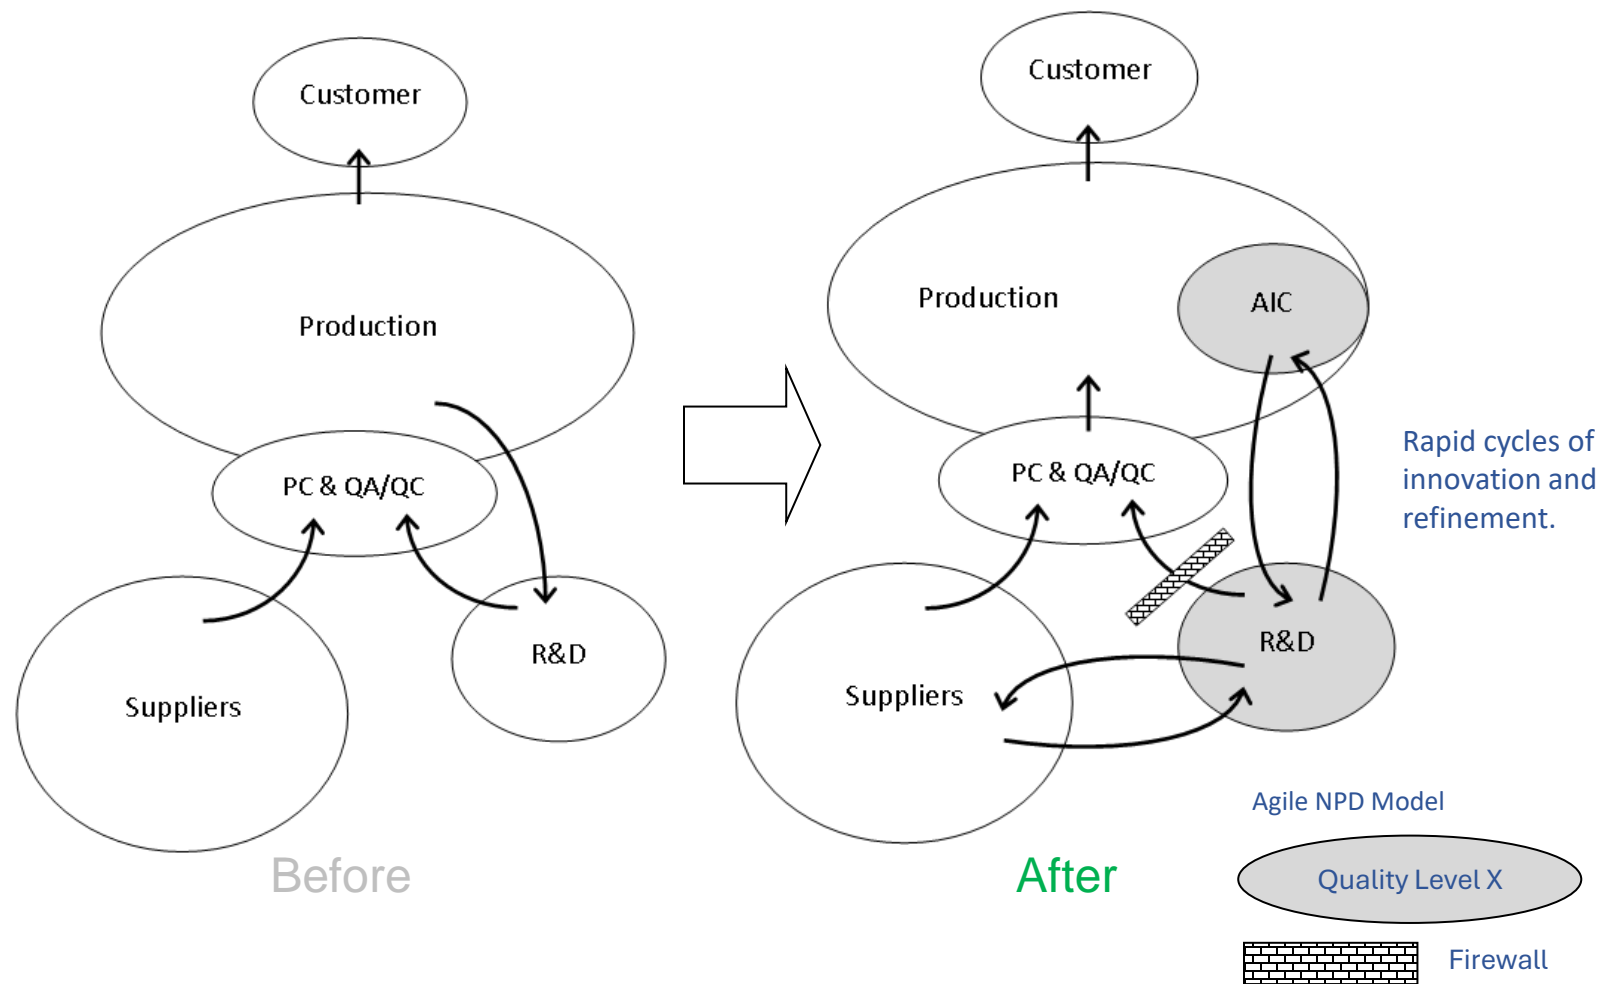 Customer
Production
PC & QA/QC
Suppliers
R&D
Before
Customer
Production
AIC
PC & QA/QC
Rapid cycles of
innovation and
refinement.
Suppliers
R&D
After
Agile NPD Model
Quality Level X
Firewall